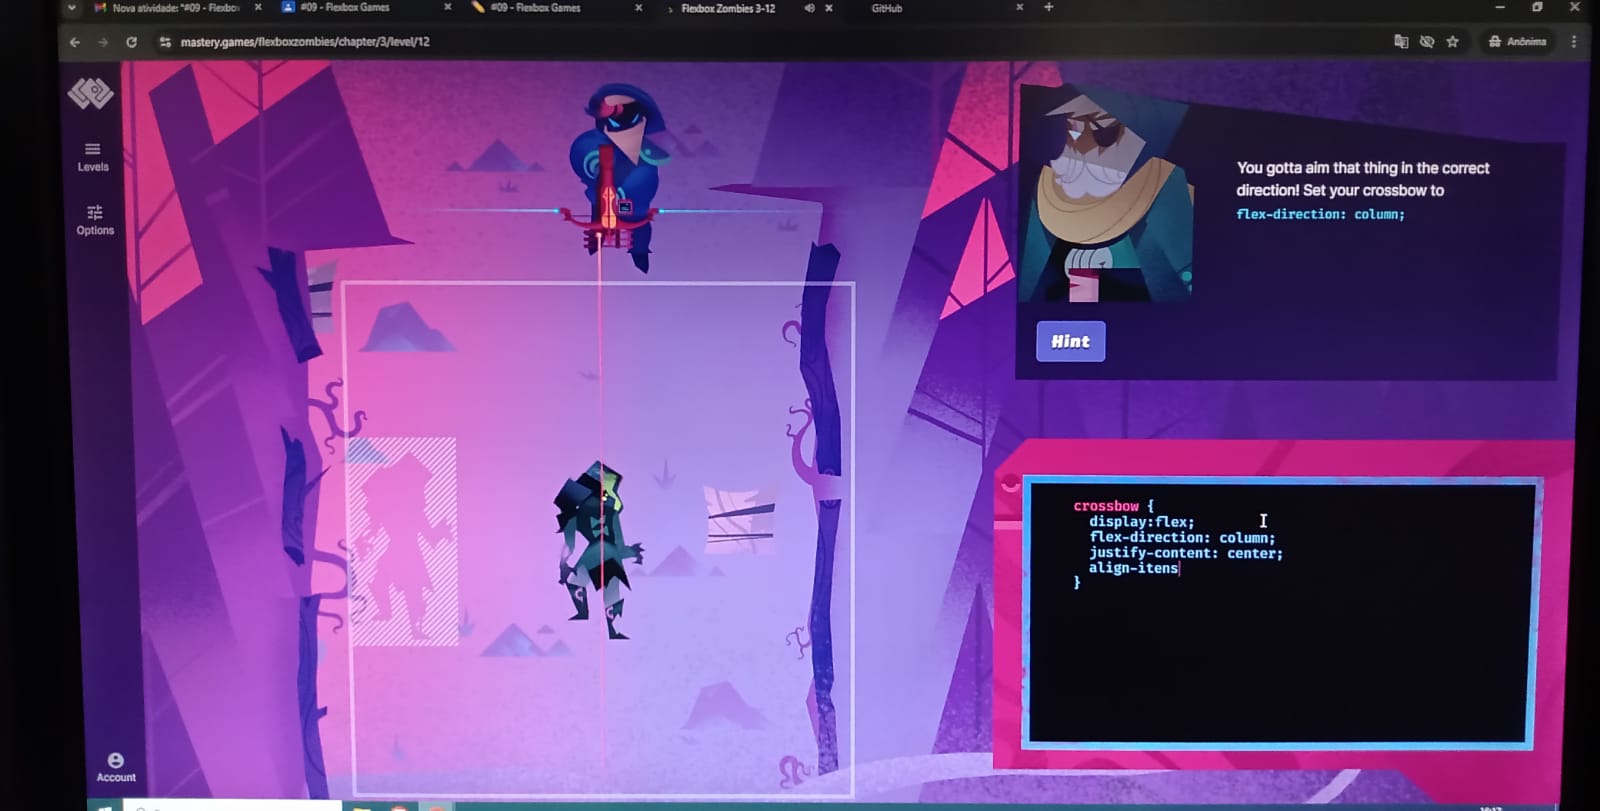 Nova atividade: "#09 - Flexbo
#09 - Flexbox Games
#09 - Flexbox Games
Flexbox Zombies 3-12
GitHub
mastery.games/flexboxzombies/chapter/3/level/12
Anônima
Levels
Options
Account
You gotta aim that thing in the correct
direction! Set your crossbow to
flex-direction: column;
Hint
crossbow {
display:flex;
flex-direction: column;
justify-content: center;
align-itens
}